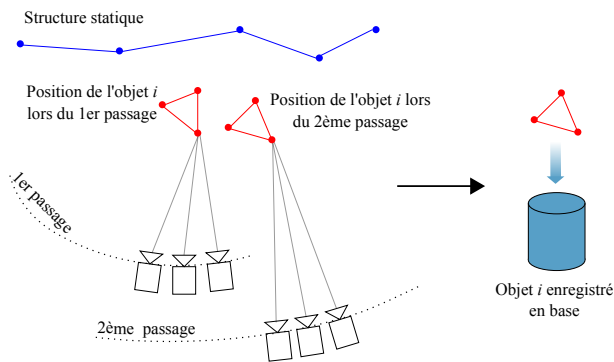 Structure statique
Position de l'objet i
lors du 1er passage
Position de l'objet i lors
du 2ème passage
1er passage
2ème passage
Objet i enregistré
en base